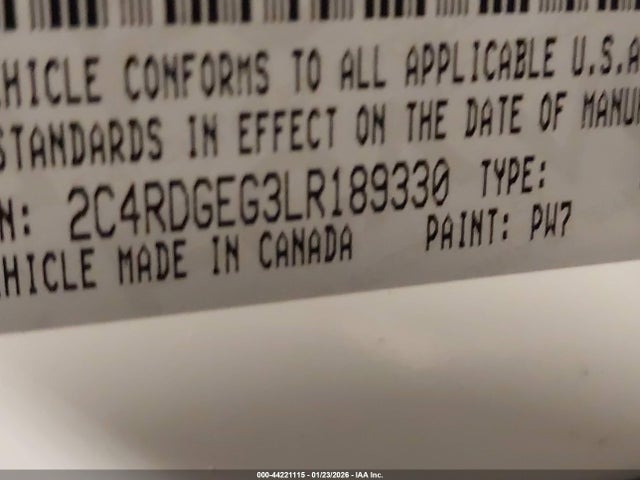 HICLE CONFORMS TO ALL APPLICABLE U.S.A
STANDARDS IN EFFECT ON THE DATE OF MANU
N: 2C4RDGEG3LR189330 TYPE:
HICLE MADE IN CANADA PAINT: PW7
000-44221115 - 01/23/2026 - IAA Inc.